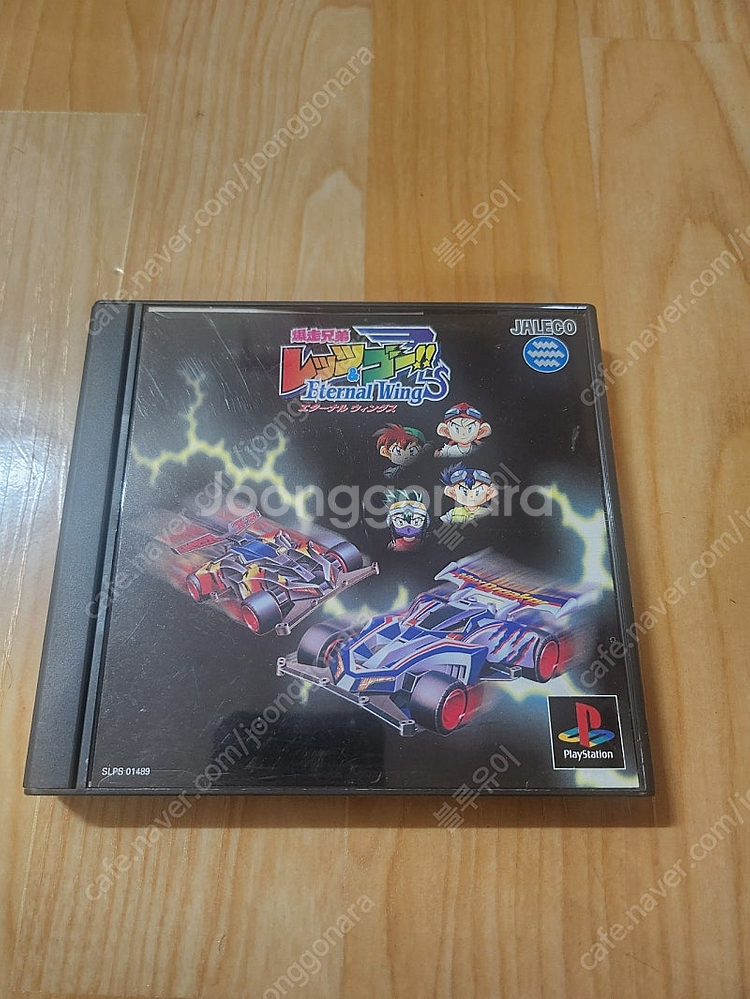 JALECO
爆走兄弟
レッツ
&
ゴー!!
Eternal WingS
エターナル ウィングス
SLPS 01489
PlayStation
Joonggonara
cafe.naver.com/joonggonara
블루우이